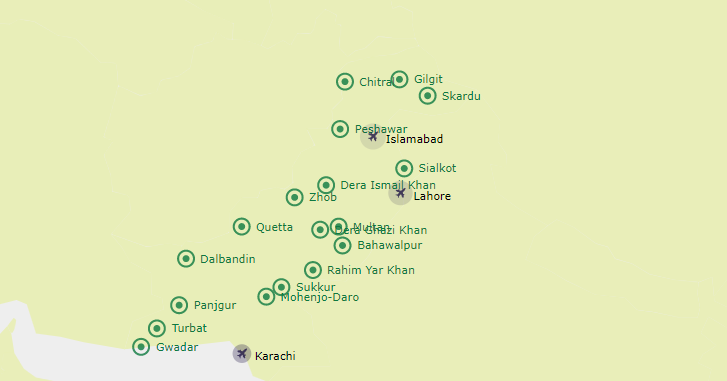 Chitral
Gilgit
Skardu
Peshawar
Islamabad
Sialkot
Dera Ismail Khan
Lahore
Zhob
Quetta
Multan
Dera Ghazi Khan
Bahawalpur
Dalbandin
Rahim Yar Khan
Sukkur
Mohenjo-Daro
Panjgur
Turbat
Gwadar
Karachi